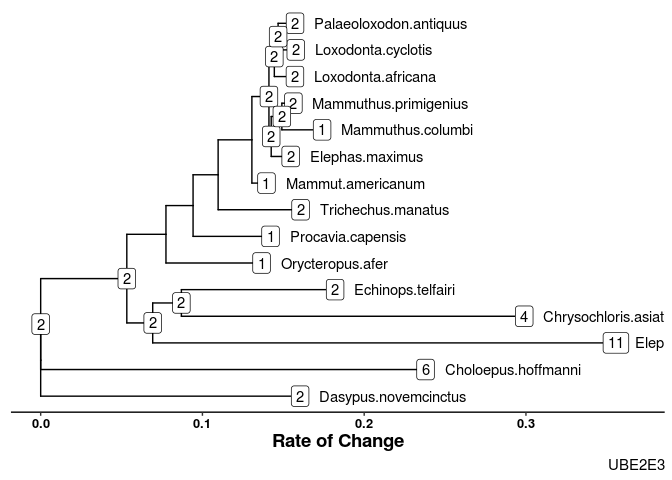 2 Palaeoloxodon.antiquus
2
2 Loxodonta.cyclotis
2
2 Loxodonta.africana
2
2 Mammuthus.primigenius
2
1 Mammuthus.columbi
2
2 Elephas.maximus
1 Mammut.americanum
2 Trichechus.manatus
1 Procavia.capensis
1 Orycteropus.afer
2
2 Echinops.telfairi
2
4 Chrysochloris.asiat
2 2
11 Elep
6 Choloepus.hoffmanni
2 Dasypus.novemcinctus
0.0 0.1 0.2 0.3
Rate of Change
UBE2E3